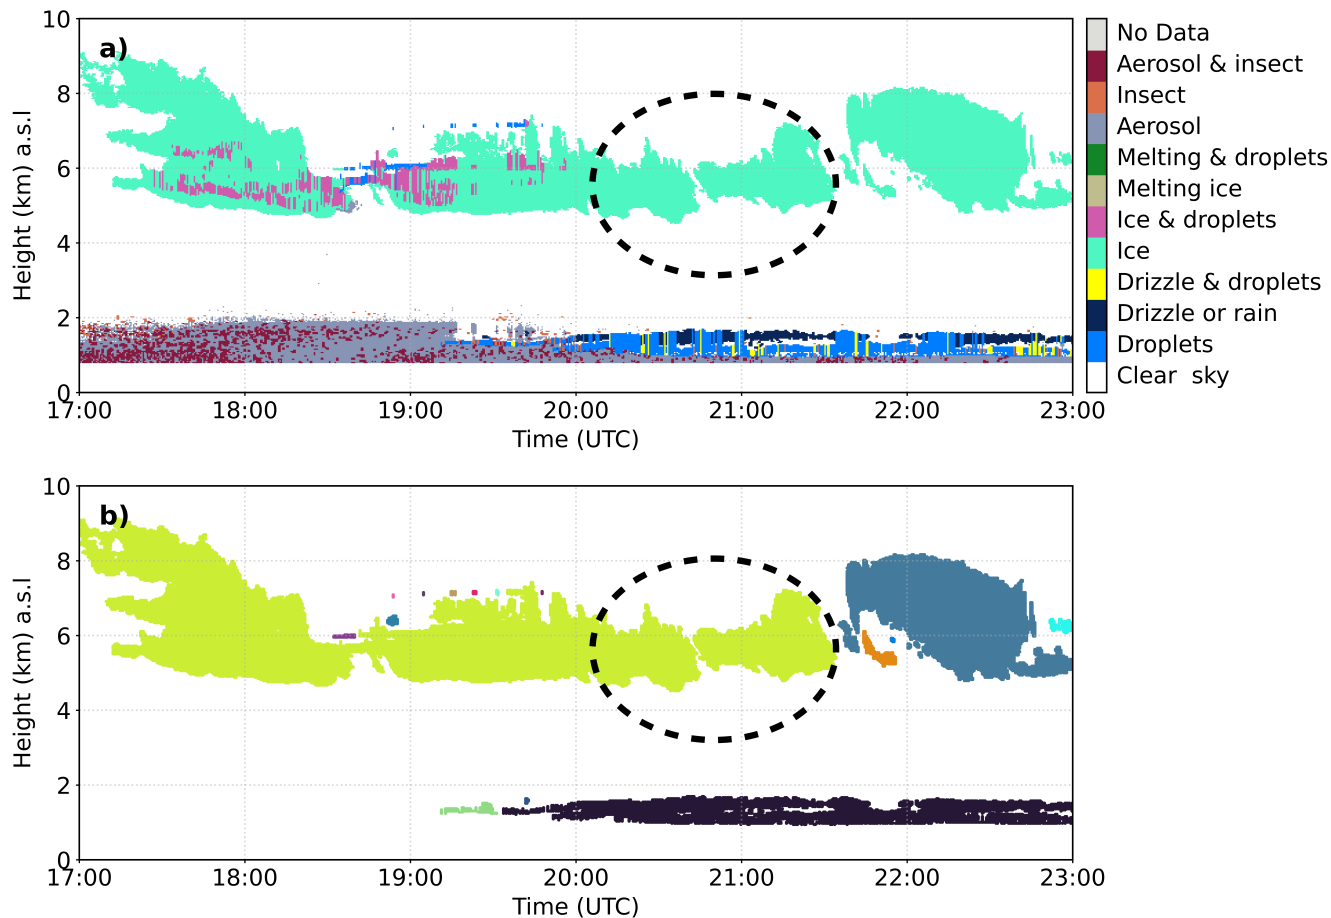 a)
10
8
6
4
2
0
Height (km) a.s.l
17:00 18:00 19:00 20:00 21:00 22:00 23:00
Time (UTC)
No Data
Aerosol & insect
Insect
Aerosol
Melting & droplets
Melting ice
Ice & droplets
Ice
Drizzle & droplets
Drizzle or rain
Droplets
Clear sky
b)
10
8
6
4
2
0
Height (km) a.s.l
17:00 18:00 19:00 20:00 21:00 22:00 23:00
Time (UTC)